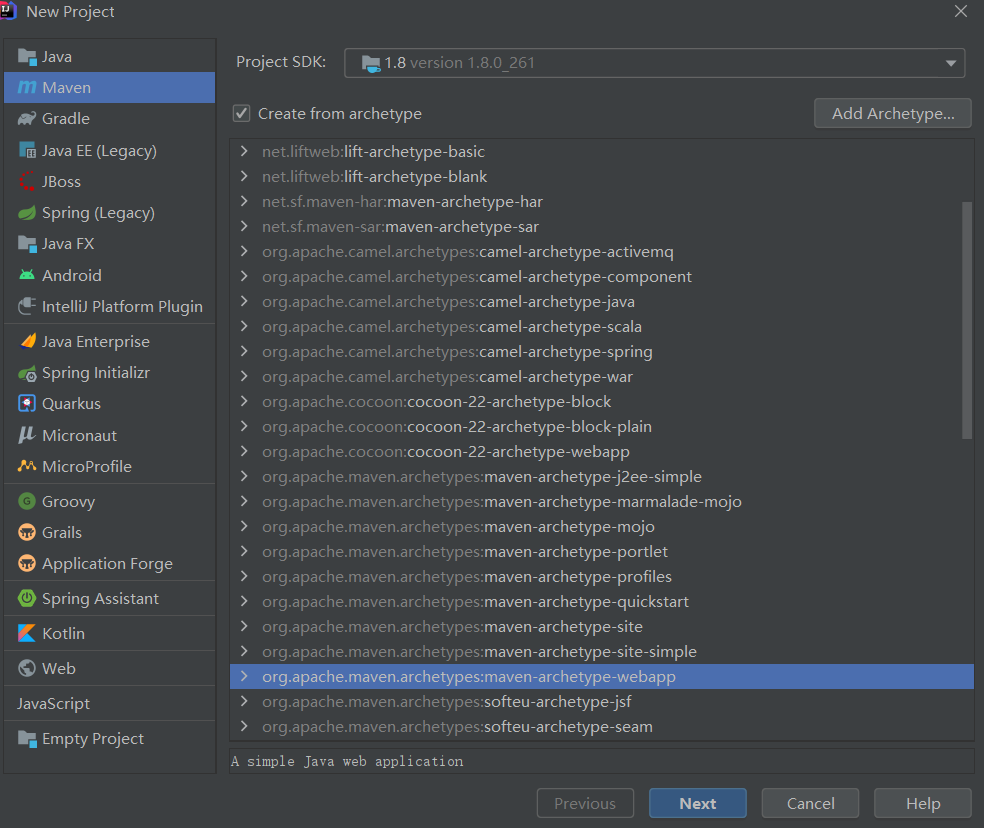 New Project
Java
Maven
Gradle
Java EE (Legacy)
JBoss
Spring (Legacy)
Java FX
Android
IntelliJ Platform Plugin
Java Enterprise
Spring Initializr
Quarkus
Micronaut
MicroProfile
Groovy
Grails
Application Forge
Spring Assistant
Kotlin
Web
JavaScript
Empty Project
Project SDK: 1.8 version 1.8.0_261
Create from archetype Add Archetype...
net.liftweb:lift-archetype-basic
net.liftweb:lift-archetype-blank
net.sf.maven-har:maven-archetype-har
net.sf.maven-sar:maven-archetype-sar
org.apache.camel.archetypes:camel-archetype-activemq
org.apache.camel.archetypes:camel-archetype-component
org.apache.camel.archetypes:camel-archetype-java
org.apache.camel.archetypes:camel-archetype-scala
org.apache.camel.archetypes:camel-archetype-spring
org.apache.camel.archetypes:camel-archetype-war
org.apache.cocoon:cocoon-22-archetype-block
org.apache.cocoon:cocoon-22-archetype-block-plain
org.apache.cocoon:cocoon-22-archetype-webapp
org.apache.maven.archetypes:maven-archetype-j2ee-simple
org.apache.maven.archetypes:maven-archetype-marmalade-mojo
org.apache.maven.archetypes:maven-archetype-mojo
org.apache.maven.archetypes:maven-archetype-portlet
org.apache.maven.archetypes:maven-archetype-profiles
org.apache.maven.archetypes:maven-archetype-quickstart
org.apache.maven.archetypes:maven-archetype-site
org.apache.maven.archetypes:maven-archetype-site-simple
org.apache.maven.archetypes:maven-archetype-webapp
org.apache.maven.archetypes:softeu-archetype-jsf
org.apache.maven.archetypes:softeu-archetype-seam
A simple Java web application
Previous Next Cancel Help